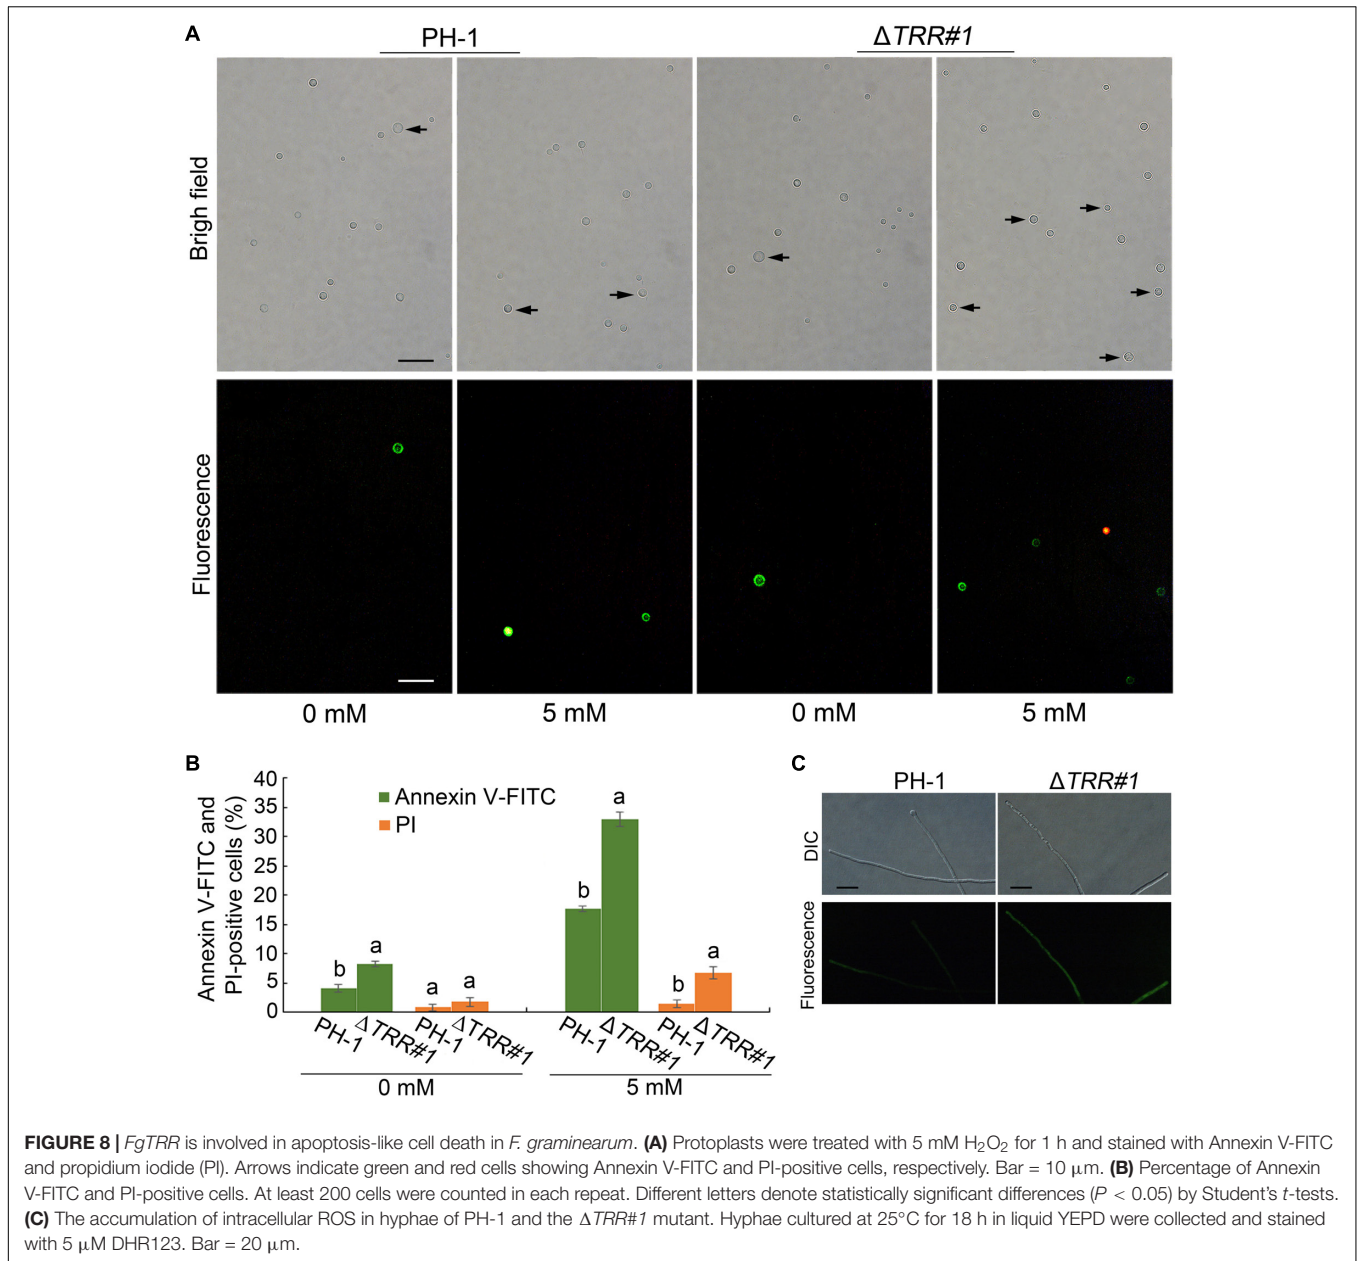 A
PH-1
ΔTRR#1
Brigh field
Fluorescence
0 mM
5 mM
0 mM
5 mM
B
Annexin V-FITC and
PI-positive cells (%)
40
35
30
25
20
15
10
5
0
Annexin V-FITC
PI
b
a
a
a
b
a
b
a
PH-1
ΔTRR#1
PH-1
ΔTRR#1
PH-1
ΔTRR#1
PH-1
ΔTRR#1
0 mM
5 mM
C
PH-1
ΔTRR#1
DIC
Fluorescence
FIGURE 8 | FgTRR is involved in apoptosis-like cell death in F. graminearum. (A) Protoplasts were treated with 5 mM H₂O₂ for 1 h and stained with Annexin V-FITC
and propidium iodide (PI). Arrows indicate green and red cells showing Annexin V-FITC and PI-positive cells, respectively. Bar = 10 μm. (B) Percentage of Annexin
V-FITC and PI-positive cells. At least 200 cells were counted in each repeat. Different letters denote statistically significant differences (P < 0.05) by Student's t-tests.
(C) The accumulation of intracellular ROS in hyphae of PH-1 and the ΔTRR#1 mutant. Hyphae cultured at 25°C for 18 h in liquid YEPD were collected and stained
with 5 μM DHR123. Bar = 20 μm.